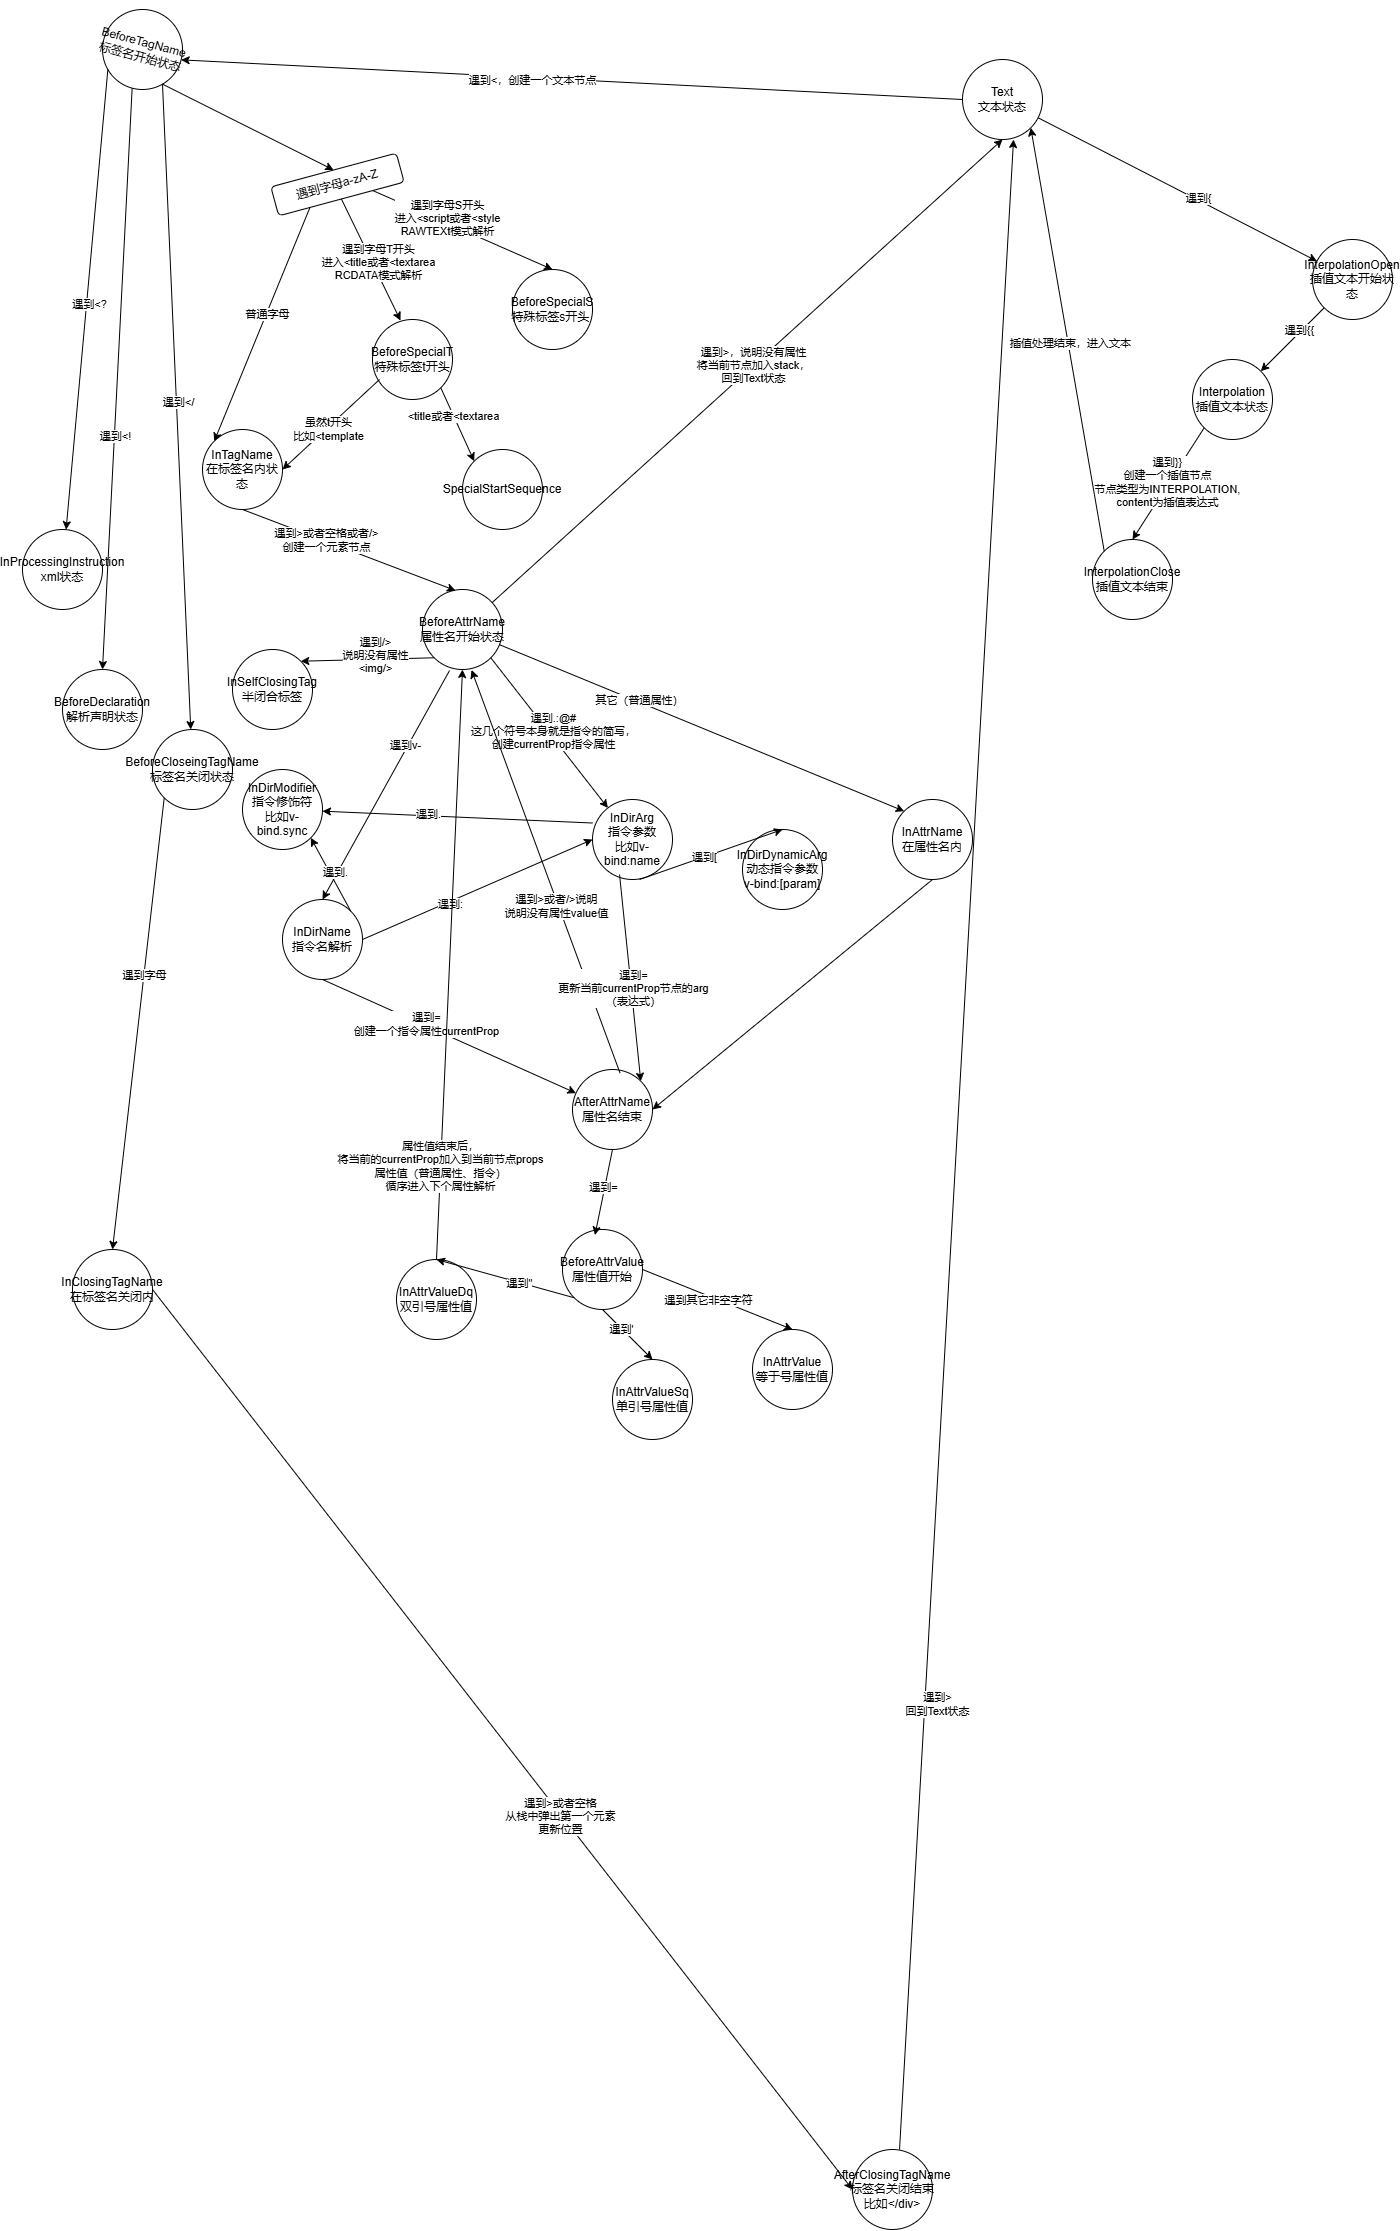 BeforeTagName
标签名开始状态
遇到<，创建一个文本节点
Text
文本状态
遇到字母a-zA-Z
遇到{
遇到字母S开头
进入<script或者<style
RAWTEXt模式解析
遇到字母T开头
进入<title或者<textarea
RCDATA模式解析
InterpolationOpen
插值文本开始状
态
遇到<?
普通字母
BeforeSpecialS
特殊标签s开头
遇到{{
插值处理结束，进入文本
BeforeSpecialT
特殊标签t开头
遇到>，说明没有属性
将当前节点加入stack，
回到Text状态
Interpolation
插值文本状态
遇到</
<title或者<textarea
虽然t开头
比如<template
遇到<!
InTagName
在标签名内状
态
遇到}}
创建一个插值节点
节点类型为INTERPOLATION,
content为插值表达式
SpecialStartSequence
遇到>或者空格或者/>
创建一个元素节点
InProcessingInstruction
xml状态
InterpolationClose
插值文本结束
BeforeAttrName
属性名开始状态
遇到/>
说明没有属性
<img/>
InSelfClosingTag
半闭合标签
其它（普通属性）
BeforeDeclaration
解析声明状态
遇到.:@#
这几个符号本身就是指令的简写，
创建currentProp指令属性
遇到v-
BeforeCloseingTagName
标签名关闭状态
InDirModifier
指令修饰符
比如v-
bind.sync
遇到.
InDirArg
指令参数
比如v-
bind:name
InAttrName
在属性名内
遇到[
InDirDynamicArg
动态指令参数
v-bind:[param]
遇到.
遇到:
遇到>或者/>说明
说明没有属性value值
InDirName
指令名解析
遇到字母
遇到=
更新当前currentProp节点的arg
（表达式）
遇到=
创建一个指令属性currentProp
AfterAttrName
属性名结束
属性值结束后，
将当前的currentProp加入到当前节点props
属性值（普通属性、指令）
循序进入下个属性解析
遇到=
BeforeAttrValue
属性值开始
InClosingTagName
在标签名关闭内
遇到"
InAttrValueDq
双引号属性值
遇到其它非空字符
遇到'
InAttrValue
等于号属性值
InAttrValueSq
单引号属性值
遇到>
回到Text状态
遇到>或者空格
从栈中弹出第一个元素
更新位置
AfterClosingTagName
标签名关闭结束
比如</div>